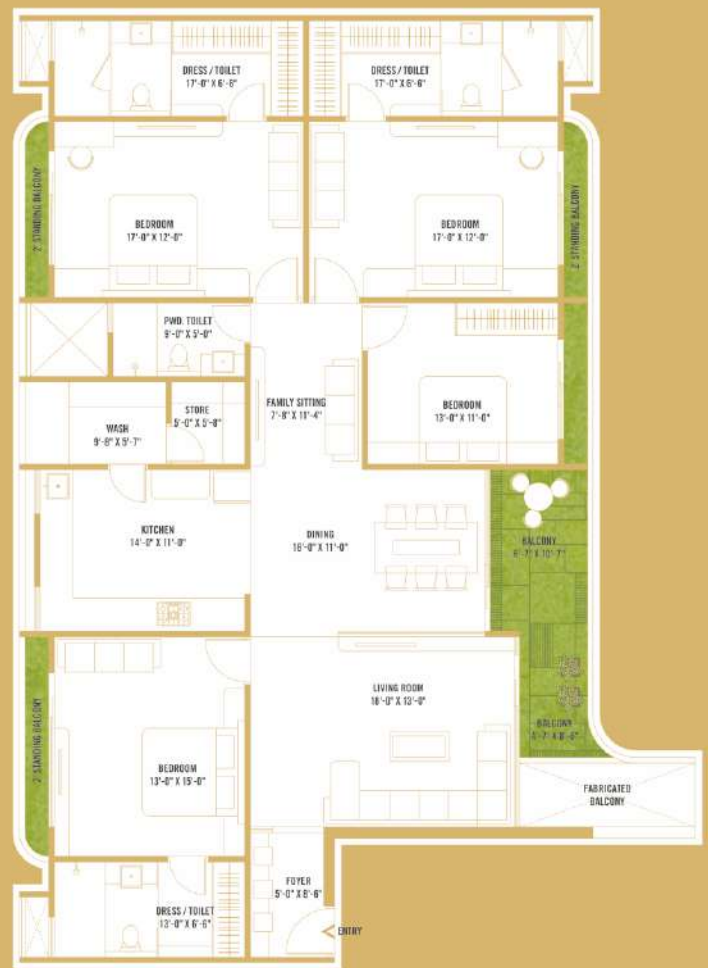 DRESS / TOILET
17'-0" X 6'-6"
DRESS / TOILET
17'-0" X 6'-6"
2' STANDING BALCONY
BEDROOM
17'-0" X 12'-0"
BEDROOM
17'-0" X 12'-0"
2' STANDING BALCONY
PWD. TOILET
9'-0" X 5'-0"
FAMILY SITTING
7'-8" X 11'-4"
BEDROOM
13'-0" X 11'-0"
STORE
5'-0" X 5'-8"
WASH
9'-8" X 5'-7"
KITCHEN
14'-0" X 11'-0"
DINING
16'-0" X 11'-0"
BALCONY
6'-7" X 10'-7"
LIVING ROOM
18'-0" X 13'-0"
BALCONY
2' STANDING BALCONY
BEDROOM
13'-0" X 15'-0"
FABRICATED
BALCONY
FOYER
5'-0" X 8'-6"
DRESS / TOILET
13'-0" X 6'-6"
ENTRY